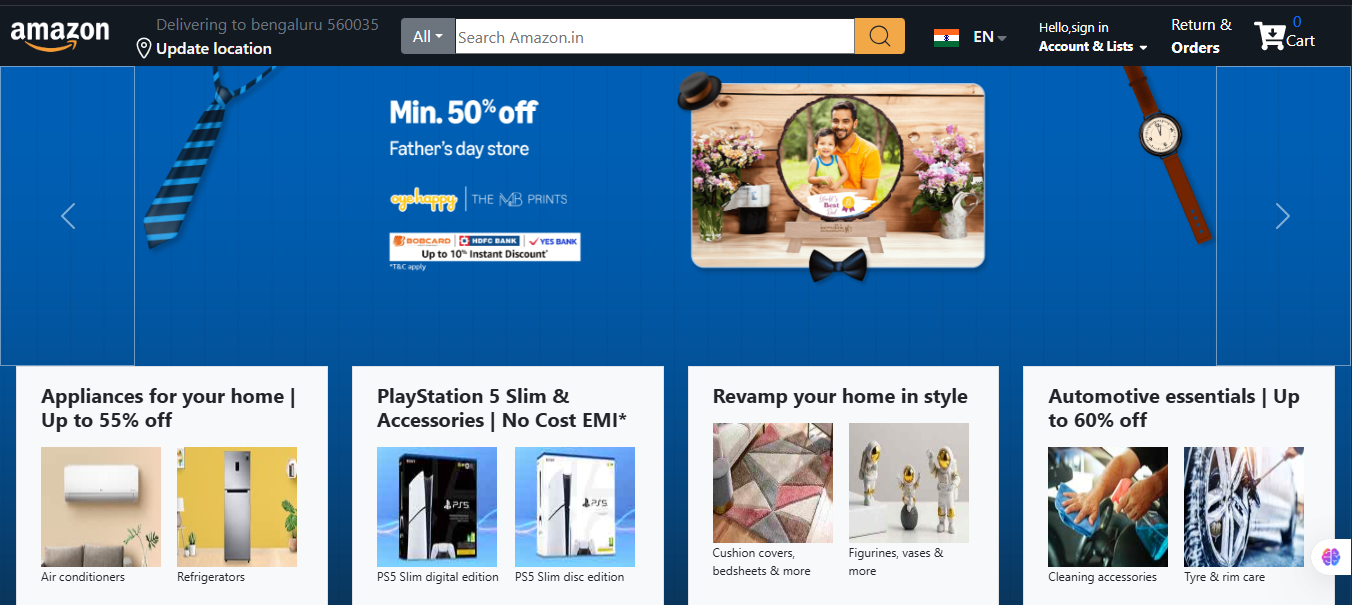 amazon
Delivering to bengaluru 560035
Update location
All
Search Amazon.in
EN
Hello,sign in
Account & Lists
Return &
Orders
0
Cart
Min. 50% off
Father's day store
oyehappy | THE MB PRINTS
BOBCARD | HDFC BANK | YES BANK
Up to 10% Instant Discount*
*T&C apply
Appliances for your home |
Up to 55% off
Air conditioners
Refrigerators
PlayStation 5 Slim &
Accessories | No Cost EMI*
PS5
PS5
PS5 Slim digital edition
PS5 Slim disc edition
Revamp your home in style
Cushion covers,
bedsheets & more
Figurines, vases &
more
Automotive essentials | Up
to 60% off
Cleaning accessories
Tyre & rim care